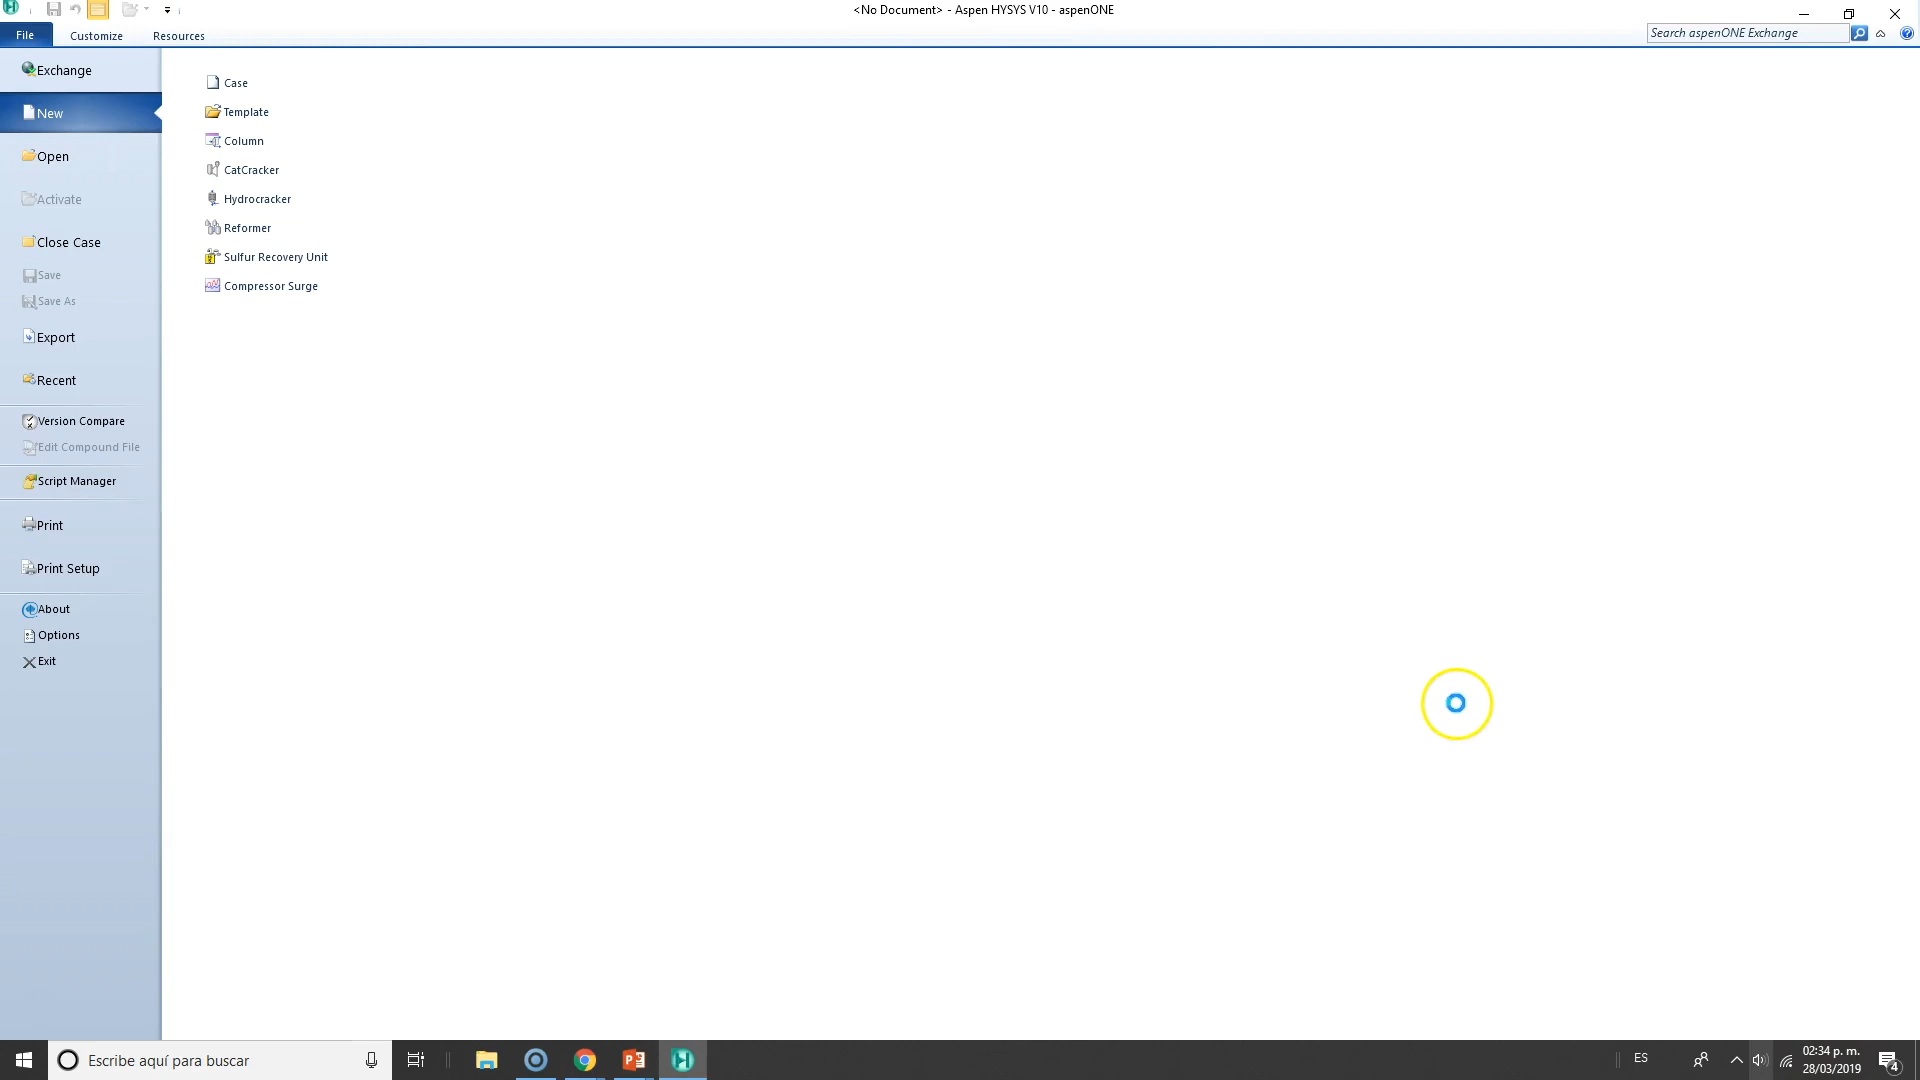 <No Document> - Aspen HYSYS V10 - aspenONE
File
Customize
Resources
Search aspenONE Exchange
Exchange
New
Open
Activate
Close Case
Save
Save As
Export
Recent
Version Compare
Edit Compound File
Script Manager
Print
Print Setup
About
Options
Exit
Case
Template
Column
CatCracker
Hydrocracker
Reformer
Sulfur Recovery Unit
Compressor Surge
Escribe aquí para buscar
ES
02:34 p. m.
28/03/2019
4